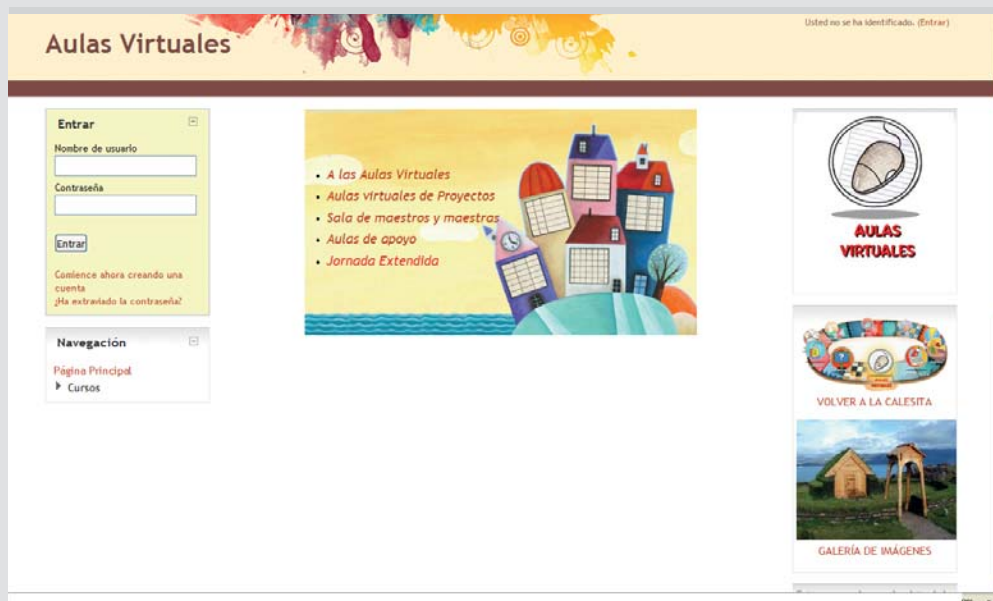 Usted no se ha identificado. (Entrar)
Aulas Virtuales
Entrar
Nombre de usuario
Contraseña
Entrar
Comience ahora creando una
cuenta
¿Ha extraviado la contraseña?
Navegación
Página Principal
Cursos
A las Aulas Virtuales
Aulas virtuales de Proyectos
Sala de maestros y maestras
Aulas de apoyo
Jornada Extendida
AULAS
VIRTUALES
VOLVER A LA CALESITA
GALERÍA DE IMÁGENES